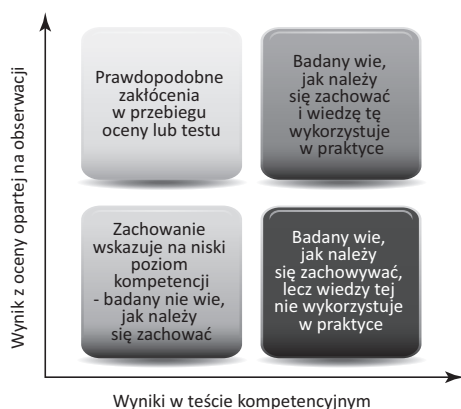 Wynik z oceny opartej na obserwacji
Prawdopodobne
zakłócenia
w przebiegu
oceny lub testu
Badany wie,
jak należy
się zachować
i wiedzę tę
wykorzystuje
w praktyce
Zachowanie
wskazuje na niski
poziom
kompetencji
- badany nie wie,
jak należy
się zachować
Badany wie,
jak należy
się zachowywać,
lecz wiedzy tej
nie wykorzystuje
w praktyce
Wyniki w teście kompetencyjnym